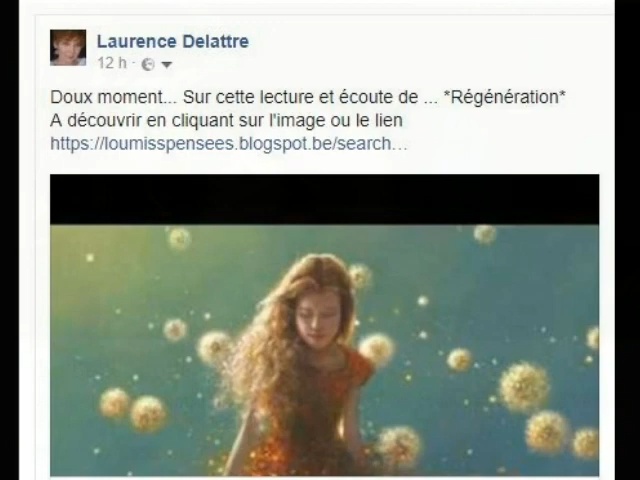 Laurence Delattre
12 h ·
Doux moment... Sur cette lecture et écoute de ... *Régénération*
A découvrir en cliquant sur l'image ou le lien
https://loumisspensees.blogspot.be/search...